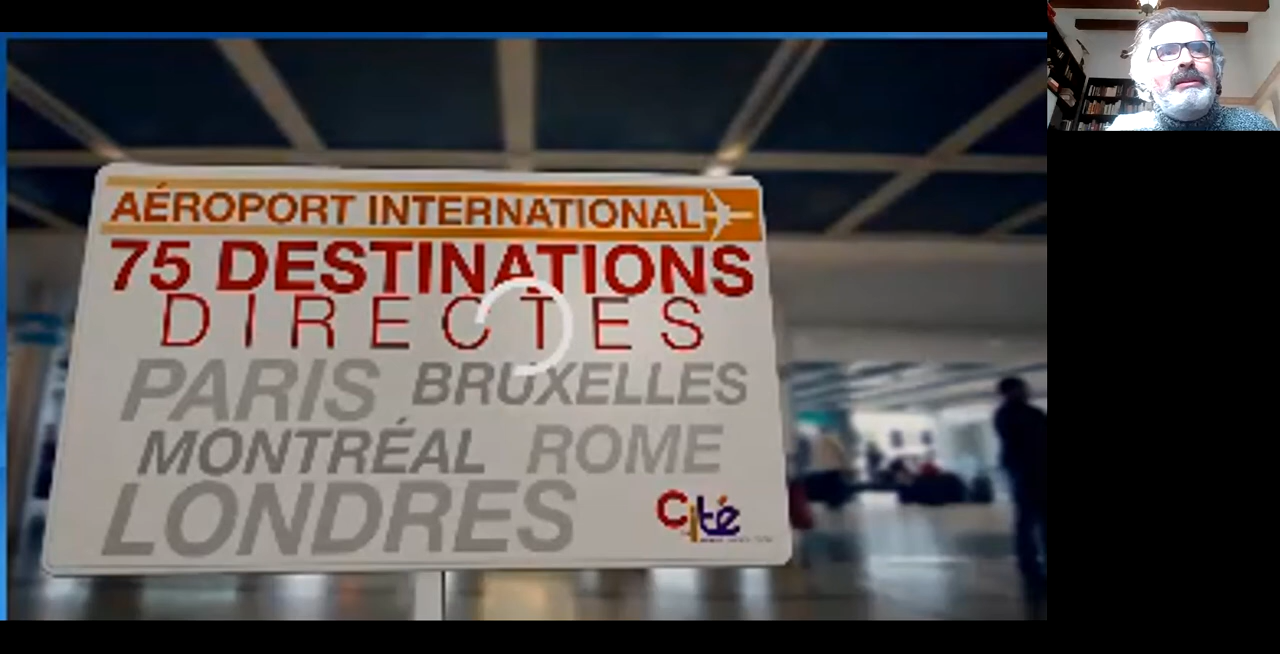 AÉROPORT INTERNATIONAL
75 DESTINATIONS
DIRECTES
PARIS BRUXELLES
MONTRÉAL ROME
LONDRES
Cité